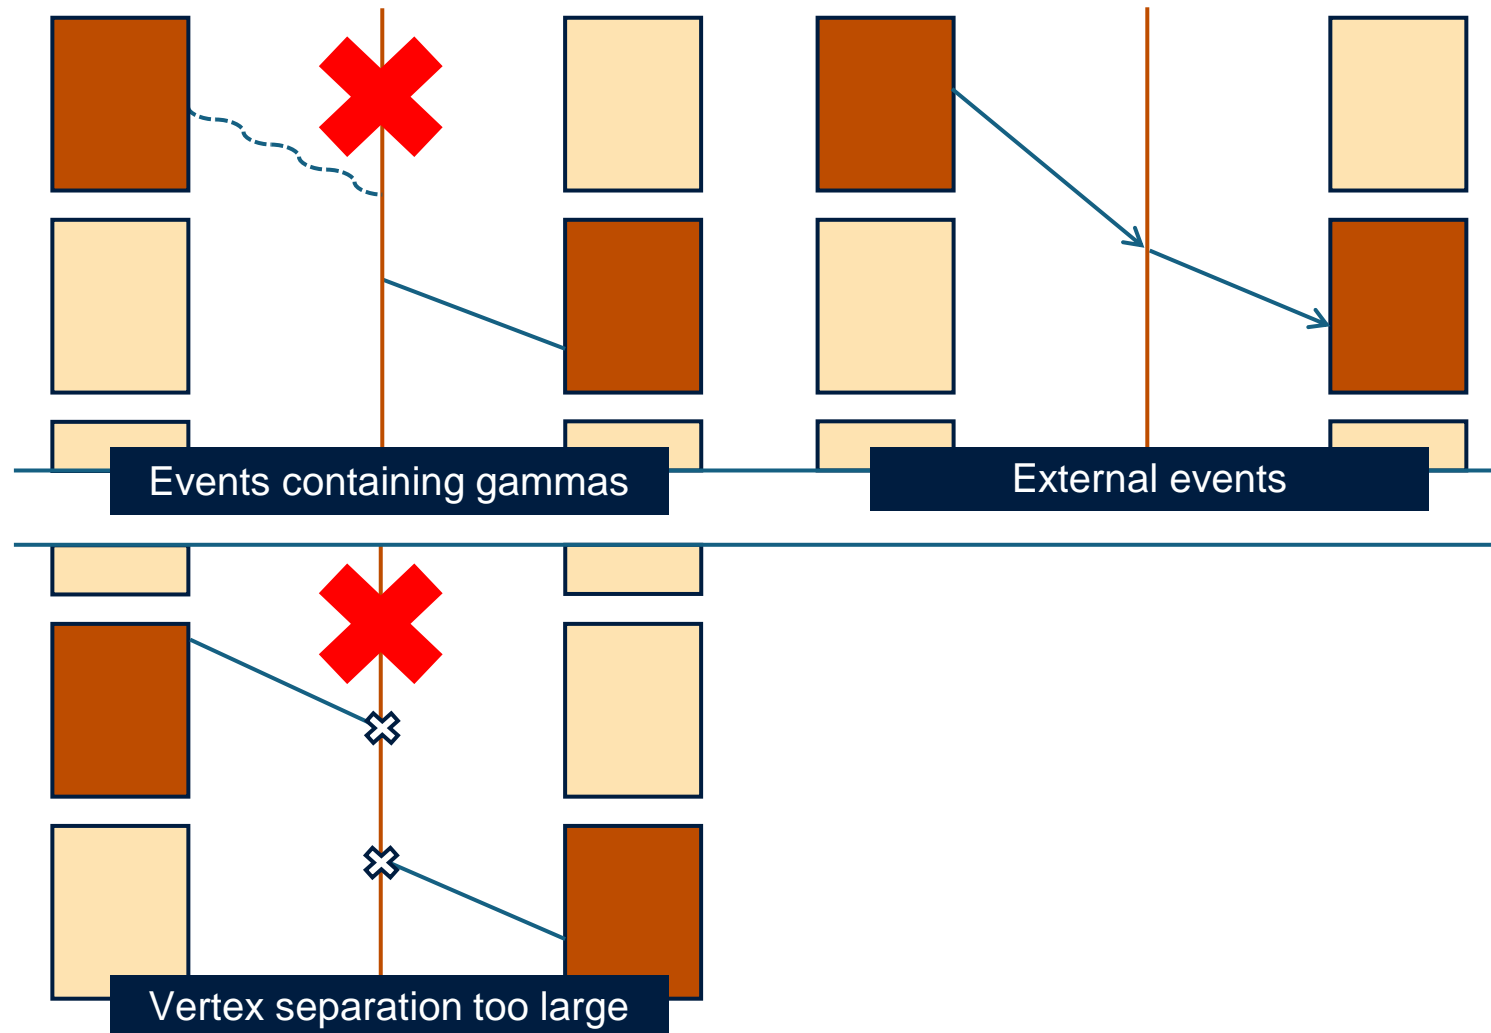 Events containing gammas
External events
Vertex separation too large